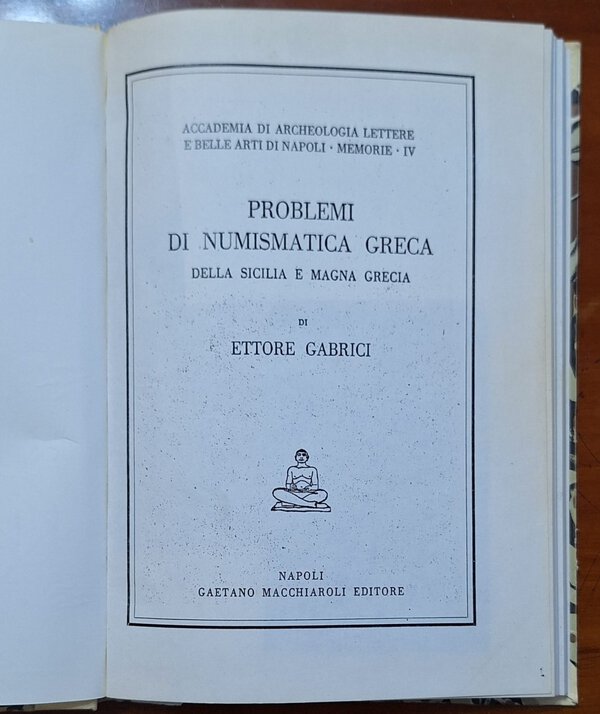 ACCADEMIA DI ARCHEOLOGIA LETTERE
E BELLE ARTI DI NAPOLI · MEMORIE · IV
PROBLEMI
DI NUMISMATICA GRECA
DELLA SICILIA E MAGNA GRECIA
DI
ETTORE GABRICI
NAPOLI
GAETANO MACCHIAROLI EDITORE